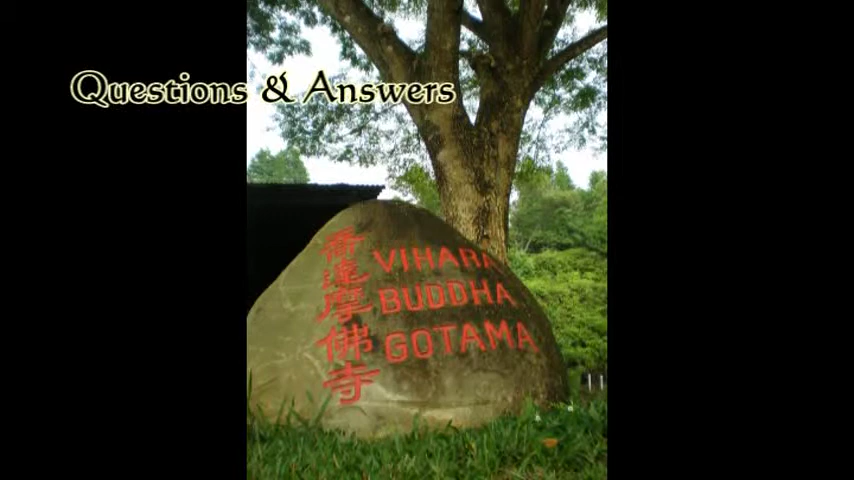 Questions & Answers
喬達摩佛寺
VIHARA
BUDDHA
GOTAMA